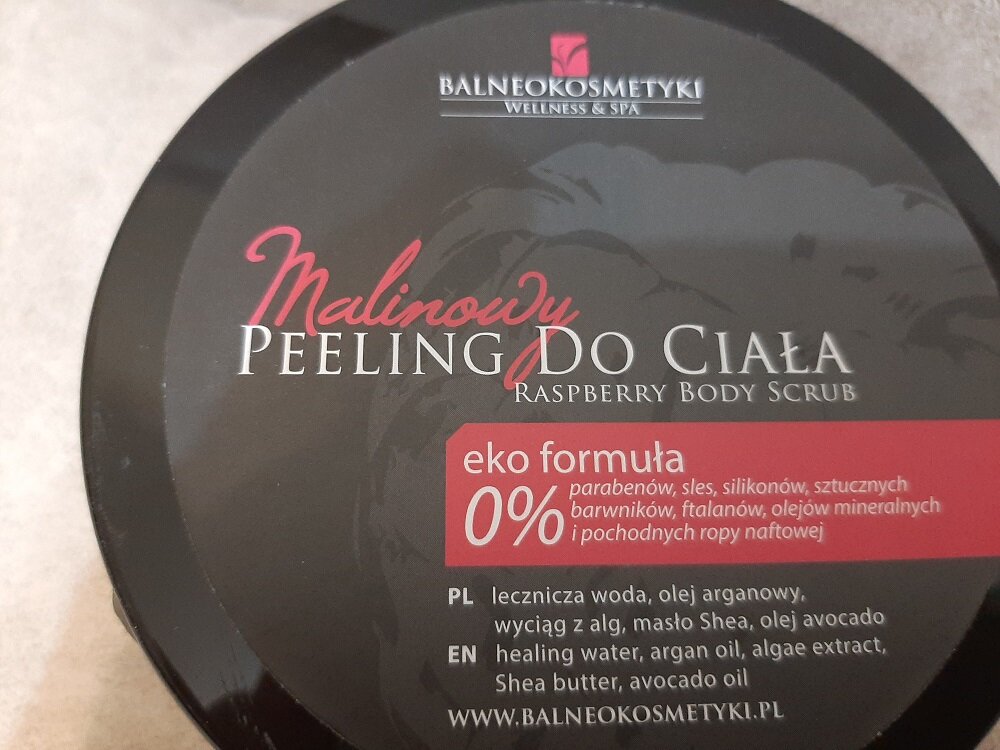 BALNEOKOSMETYKI
WELLNESS & SPA
Malinowy
PEELING DO CIAŁA
RASPBERRY BODY SCRUB
eko formuła
0% parabenów, sles, silikonów, sztucznych
barwników, ftalanów, olejów mineralnych
i pochodnych ropy naftowej
PL lecznicza woda, olej arganowy,
wyciąg z alg, masło Shea, olej avocado
EN healing water, argan oil, algae extract,
Shea butter, avocado oil
WWW.BALNEOKOSMETYKI.PL